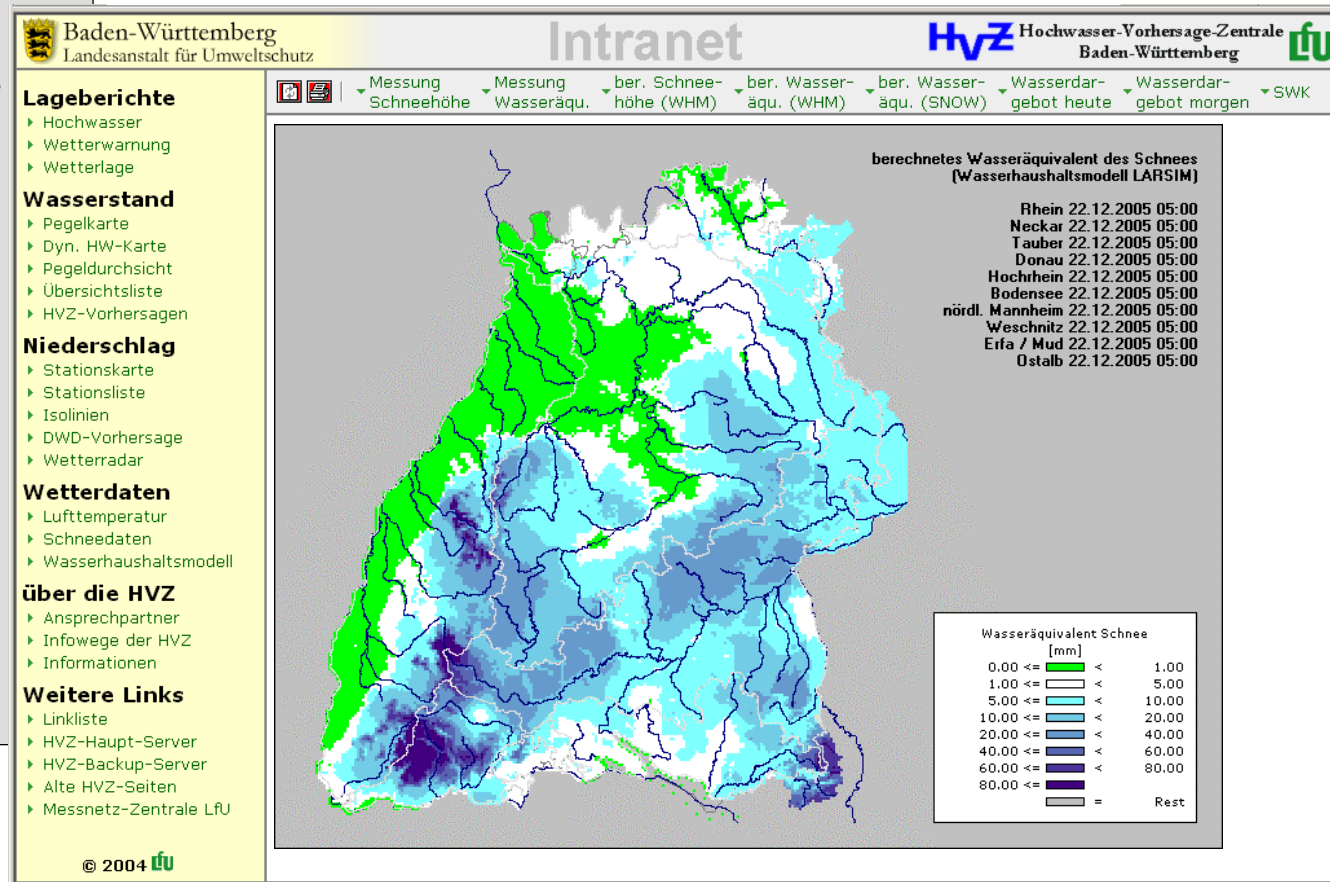 Baden-Württemberg
Landesanstalt für Umweltschutz
Intranet
HVZ Hochwasser-Vorhersage-Zentrale
Baden-Württemberg
LfU
Lageberichte
Hochwasser
Wetterwarnung
Wetterlage
Wasserstand
Pegelkarte
Dyn. HW-Karte
Pegeldurchsicht
Übersichtsliste
HVZ-Vorhersagen
Niederschlag
Stationskarte
Stationsliste
Isolinien
DWD-Vorhersage
Wetterradar
Wetterdaten
Lufttemperatur
Schneedaten
Wasserhaushaltsmodell
über die HVZ
Ansprechpartner
Infowege der HVZ
Informationen
Weitere Links
Linkliste
HVZ-Haupt-Server
HVZ-Backup-Server
Alte HVZ-Seiten
Messnetz-Zentrale LfU
© 2004 LfU
Messung
Schneehöhe
Messung
Wasseräqu.
ber. Schnee-
höhe (WHM)
ber. Wasser-
äqu. (WHM)
ber. Wasser-
äqu. (SNOW)
Wasserdar-
gebot heute
Wasserdar-
gebot morgen
SWK
berechnetes Wasseräquivalent des Schnees
(Wasserhaushaltsmodell LARSIM)
Rhein 22.12.2005 05:00
Neckar 22.12.2005 05:00
Tauber 22.12.2005 05:00
Donau 22.12.2005 05:00
Hochrhein 22.12.2005 05:00
Bodensee 22.12.2005 05:00
nördl. Mannheim 22.12.2005 05:00
Weschnitz 22.12.2005 05:00
Erfa / Mud 22.12.2005 05:00
Ostalb 22.12.2005 05:00
Wasseräquivalent Schnee
[mm]
0.00 <= < 1.00
1.00 <= < 5.00
5.00 <= < 10.00
10.00 <= < 20.00
20.00 <= < 40.00
40.00 <= < 60.00
60.00 <= < 80.00
80.00 <=
= Rest